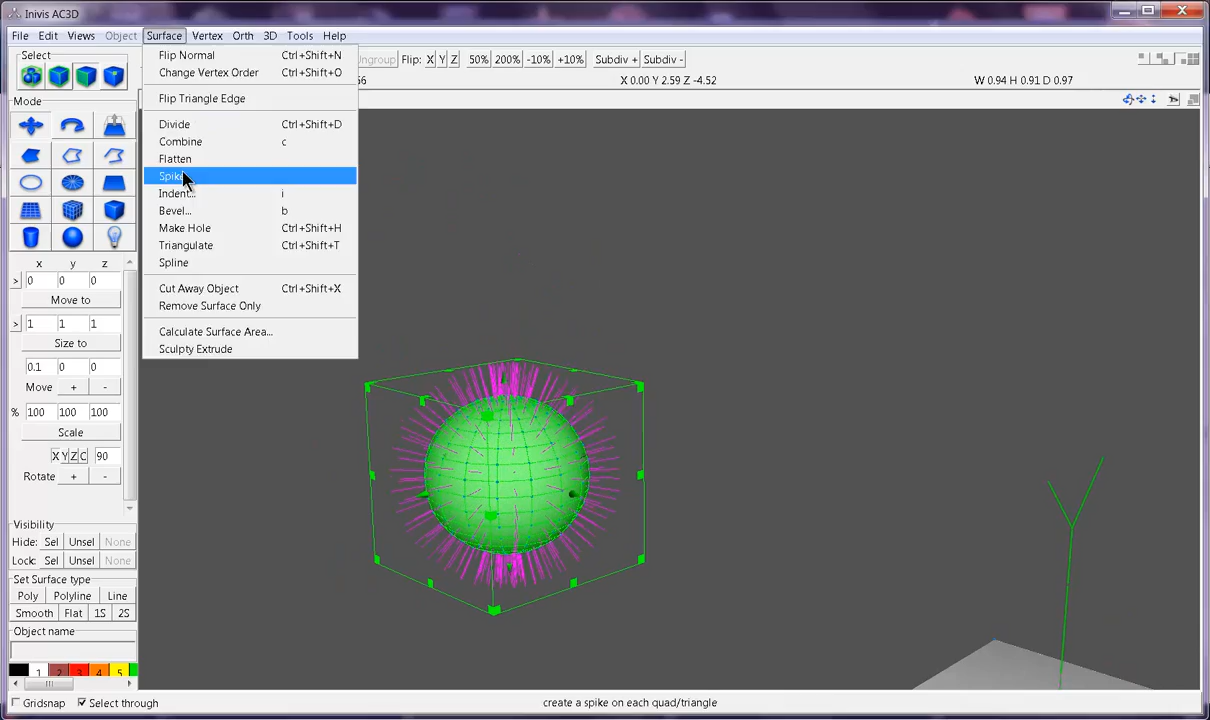 Inivis AC3D
File Edit Views Object Surface Vertex Orth 3D Tools Help
Select
Flip Normal Ctrl+Shift+N
Change Vertex Order Ctrl+Shift+O
Flip Triangle Edge
Divide Ctrl+Shift+D
Combine c
Flatten
Spike
Indent... i
Bevel... b
Make Hole Ctrl+Shift+H
Triangulate Ctrl+Shift+T
Spline
Cut Away Object Ctrl+Shift+X
Remove Surface Only
Calculate Surface Area...
Sculpty Extrude
Ungroup Flip: X Y Z 50% 200% -10% +10% Subdiv + Subdiv -
56 X 0.00 Y 2.59 Z -4.52 W 0.94 H 0.91 D 0.97
Mode
x y z
> 0 0 0
Move to
> 1 1 1
Size to
0.1 0 0
Move + -
% 100 100 100
Scale
X Y Z C 90
Rotate + -
Visibility
Hide: Sel Unsel None
Lock: Sel Unsel None
Set Surface type
Poly Polyline Line
Smooth Flat 1S 2S
Object name
1 2 3 4 5
Gridsnap Select through create a spike on each quad/triangle